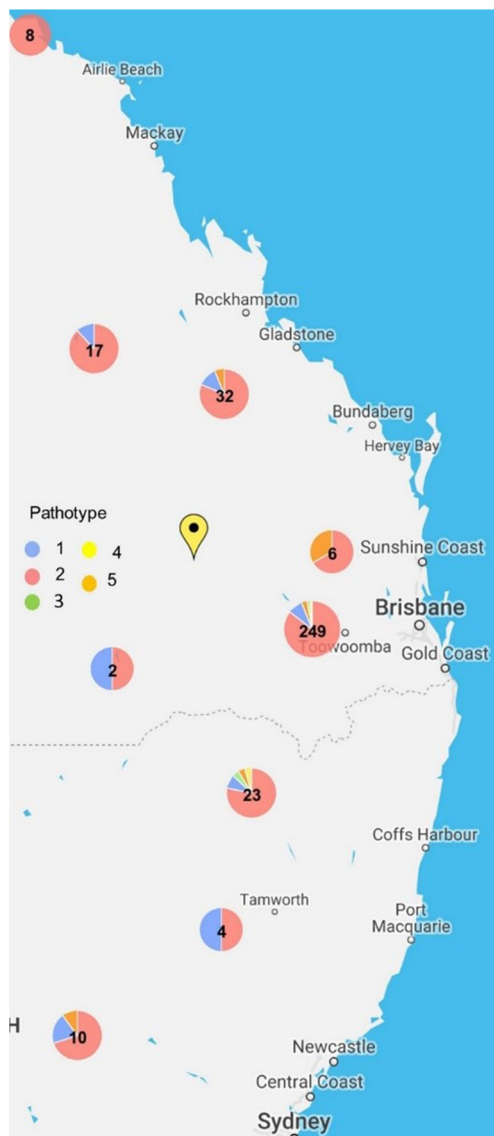 8
Airlie Beach
Mackay
Rockhampton
Gladstone
17
32
Bundaberg
Hervey Bay
Pathotype
1
4
2
5
3
6
Sunshine Coast
Brisbane
249
Toowoomba
Gold Coast
2
23
Coffs Harbour
Tamworth
Port
Macquarie
4
H
10
Newcastle
Central Coast
Sydney